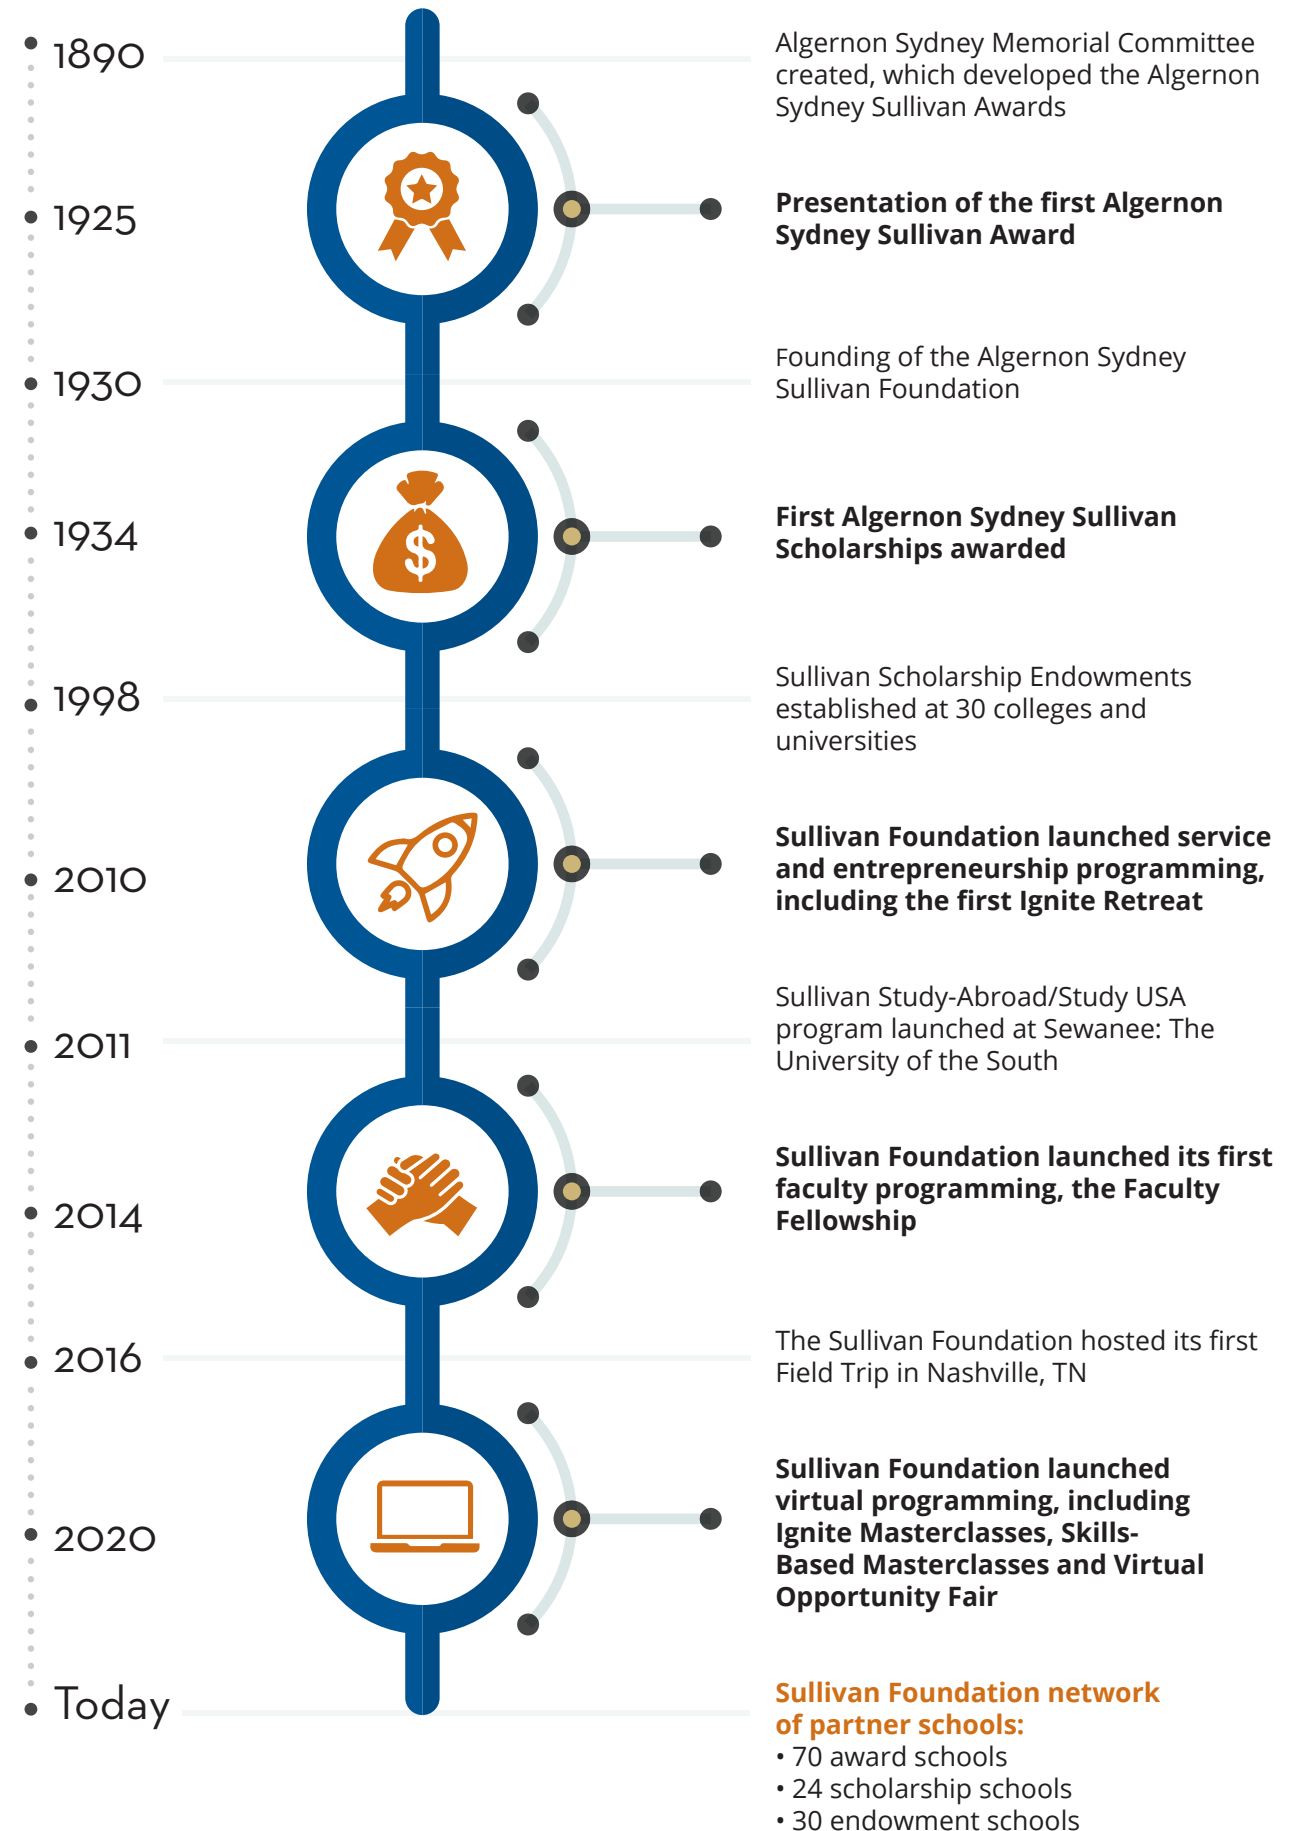 1890
Algernon Sydney Memorial Committee
created, which developed the Algernon
Sydney Sullivan Awards
1925
Presentation of the first Algernon
Sydney Sullivan Award
1930
Founding of the Algernon Sydney
Sullivan Foundation
1934
$
First Algernon Sydney Sullivan
Scholarships awarded
1998
Sullivan Scholarship Endowments
established at 30 colleges and
universities
2010
Sullivan Foundation launched service
and entrepreneurship programming,
including the first Ignite Retreat
2011
Sullivan Study-Abroad/Study USA
program launched at Sewanee: The
University of the South
2014
Sullivan Foundation launched its first
faculty programming, the Faculty
Fellowship
2016
The Sullivan Foundation hosted its first
Field Trip in Nashville, TN
2020
Sullivan Foundation launched
virtual programming, including
Ignite Masterclasses, Skills-
Based Masterclasses and Virtual
Opportunity Fair
Today
Sullivan Foundation network
of partner schools:
• 70 award schools
• 24 scholarship schools
• 30 endowment schools